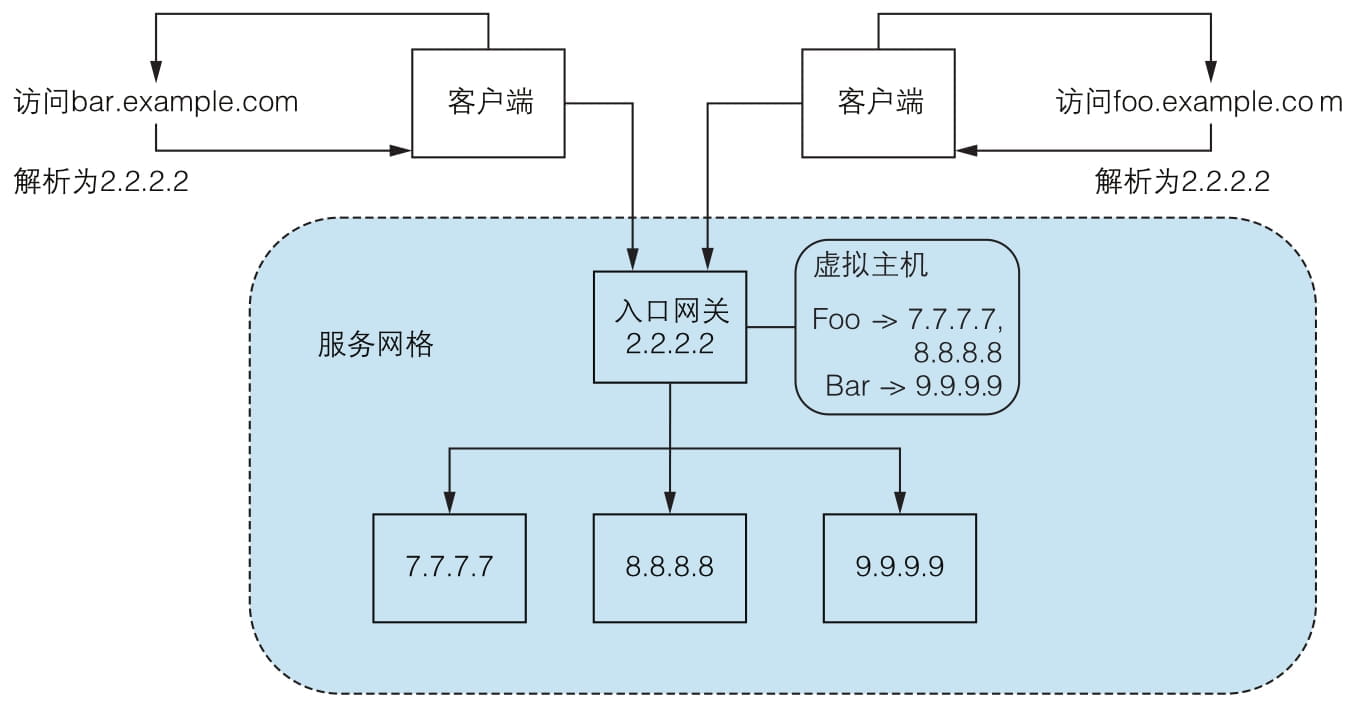 客户端
客户端
访问bar.example.com
访问foo.example.co m
解析为2.2.2.2
解析为2.2.2.2
虚拟主机
入口网关
2.2.2.2
Foo -> 7.7.7.7,
8.8.8.8
Bar -> 9.9.9.9
服务网格
7.7.7.7
8.8.8.8
9.9.9.9